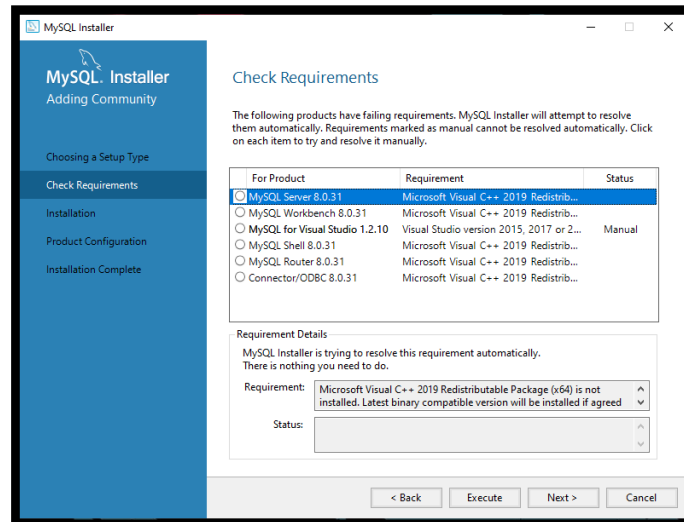 MySQL Installer
MySQL. Installer
Adding Community
Choosing a Setup Type
Check Requirements
Installation
Product Configuration
Installation Complete
Check Requirements
The following products have failing requirements. MySQL Installer will attempt to resolve
them automatically. Requirements marked as manual cannot be resolved automatically. Click
on each item to try and resolve it manually.
For Product Requirement Status
MySQL Server 8.0.31 Microsoft Visual C++ 2019 Redistrib...
MySQL Workbench 8.0.31 Microsoft Visual C++ 2019 Redistrib...
MySQL for Visual Studio 1.2.10 Visual Studio version 2015, 2017 or 2... Manual
MySQL Shell 8.0.31 Microsoft Visual C++ 2019 Redistrib...
MySQL Router 8.0.31 Microsoft Visual C++ 2019 Redistrib...
Connector/ODBC 8.0.31 Microsoft Visual C++ 2019 Redistrib...
Requirement Details
MySQL Installer is trying to resolve this requirement automatically.
There is nothing you need to do.
Requirement: Microsoft Visual C++ 2019 Redistributable Package (x64) is not
installed. Latest binary compatible version will be installed if agreed
Status:
< Back Execute Next > Cancel